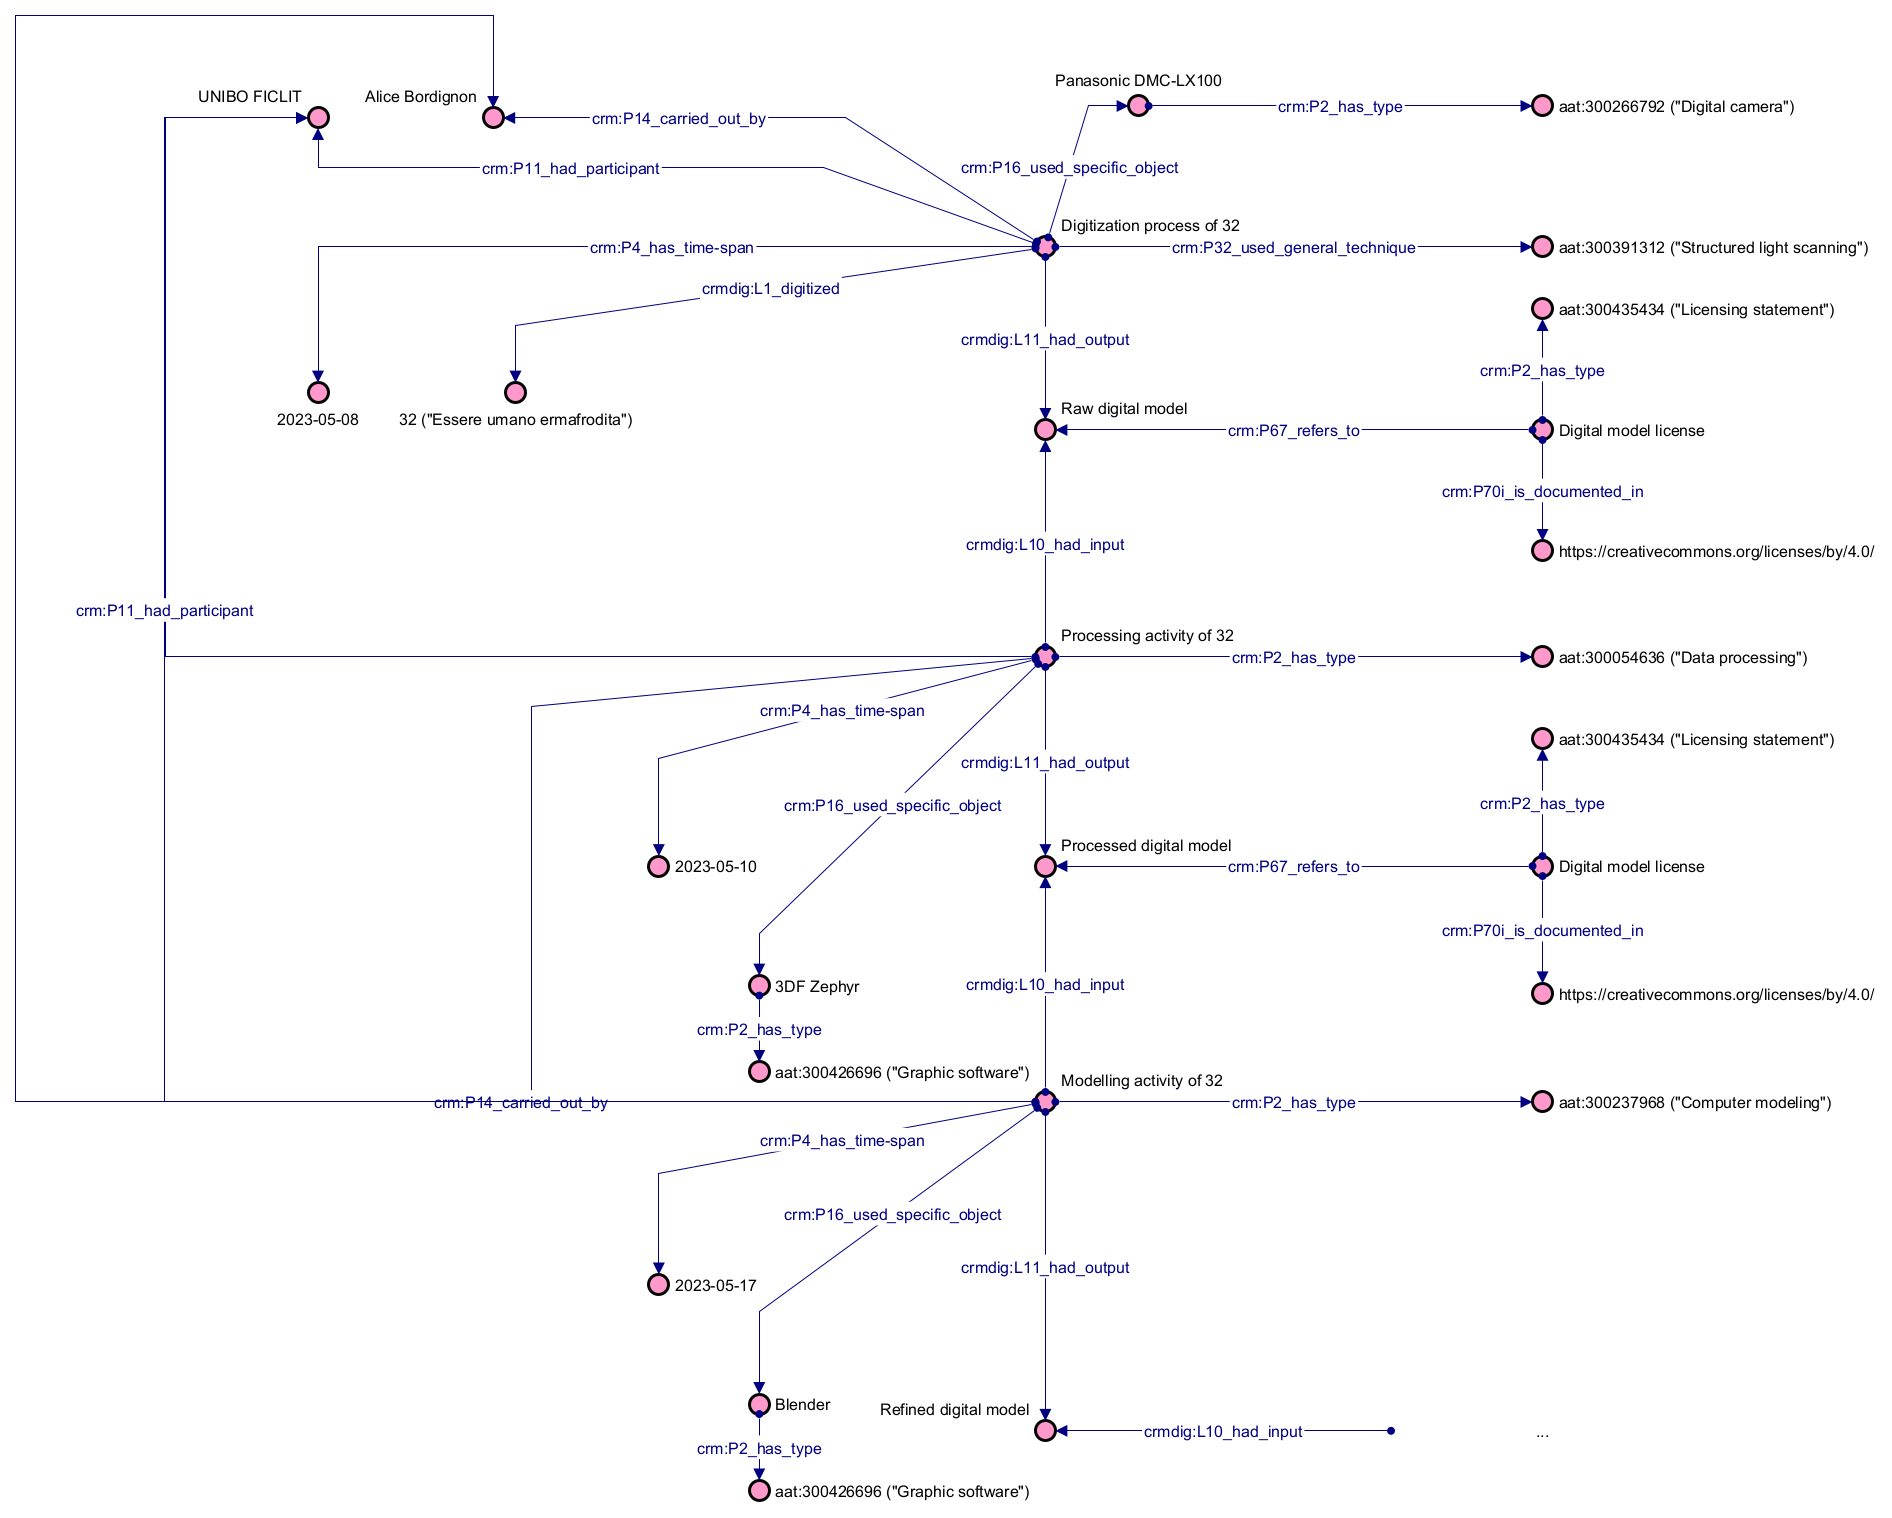 Panasonic DMC-LX100
UNIBO FICLIT
Alice Bordignon
crm:P2_has_type
aat:300266792 ("Digital camera")
crm:P14_carried_out_by
crm:P11_had_participant
crm:P16_used_specific_object
Digitization process of 32
crm:P4_has_time-span
crm:P32_used_general_technique
aat:300391312 ("Structured light scanning")
crmdig:L1_digitized
aat:300435434 ("Licensing statement")
crmdig:L11_had_output
crm:P2_has_type
Raw digital model
2023-05-08
32 ("Essere umano ermafrodita")
crm:P67_refers_to
Digital model license
crm:P70i_is_documented_in
crmdig:L10_had_input
https://creativecommons.org/licenses/by/4.0/
crm:P11_had_participant
Processing activity of 32
crm:P2_has_type
aat:300054636 ("Data processing")
crm:P4_has_time-span
aat:300435434 ("Licensing statement")
crmdig:L11_had_output
crm:P16_used_specific_object
crm:P2_has_type
Processed digital model
2023-05-10
crm:P67_refers_to
Digital model license
crm:P70i_is_documented_in
3DF Zephyr
crmdig:L10_had_input
https://creativecommons.org/licenses/by/4.0/
crm:P2_has_type
aat:300426696 ("Graphic software")
Modelling activity of 32
crm:P14_carried_out_by
crm:P2_has_type
aat:300237968 ("Computer modeling")
crm:P4_has_time-span
crm:P16_used_specific_object
crmdig:L11_had_output
2023-05-17
Blender
Refined digital model
crmdig:L10_had_input
...
crm:P2_has_type
aat:300426696 ("Graphic software")